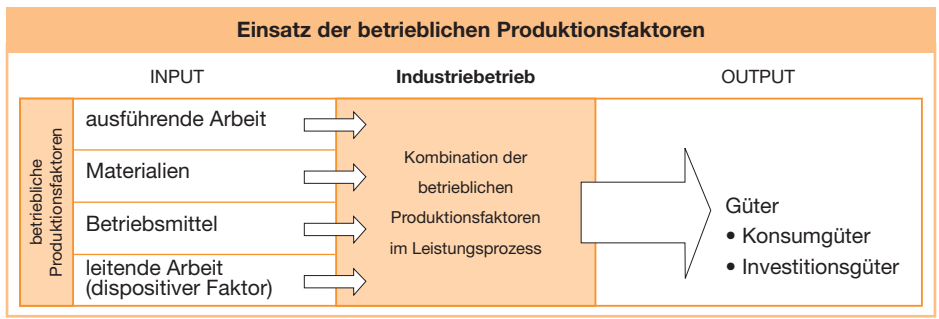 Einsatz der betrieblichen Produktionsfaktoren
INPUT
Industriebetrieb
OUTPUT
betriebliche
Produktionsfaktoren
ausführende Arbeit
Materialien
Betriebsmittel
leitende Arbeit
(dispositiver Faktor)
Kombination der
betrieblichen
Produktionsfaktoren
im Leistungsprozess
Güter
• Konsumgüter
• Investitionsgüter